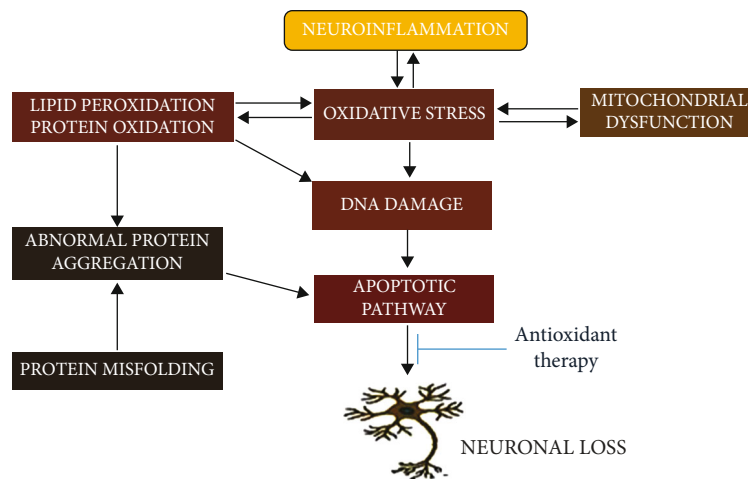 NEUROINFLAMMATION
LIPID PEROXIDATION
PROTEIN OXIDATION
OXIDATIVE STRESS
MITOCHONDRIAL
DYSFUNCTION
DNA DAMAGE
ABNORMAL PROTEIN
AGGREGATION
APOPTOTIC
PATHWAY
PROTEIN MISFOLDING
Antioxidant
therapy
NEURONAL LOSS